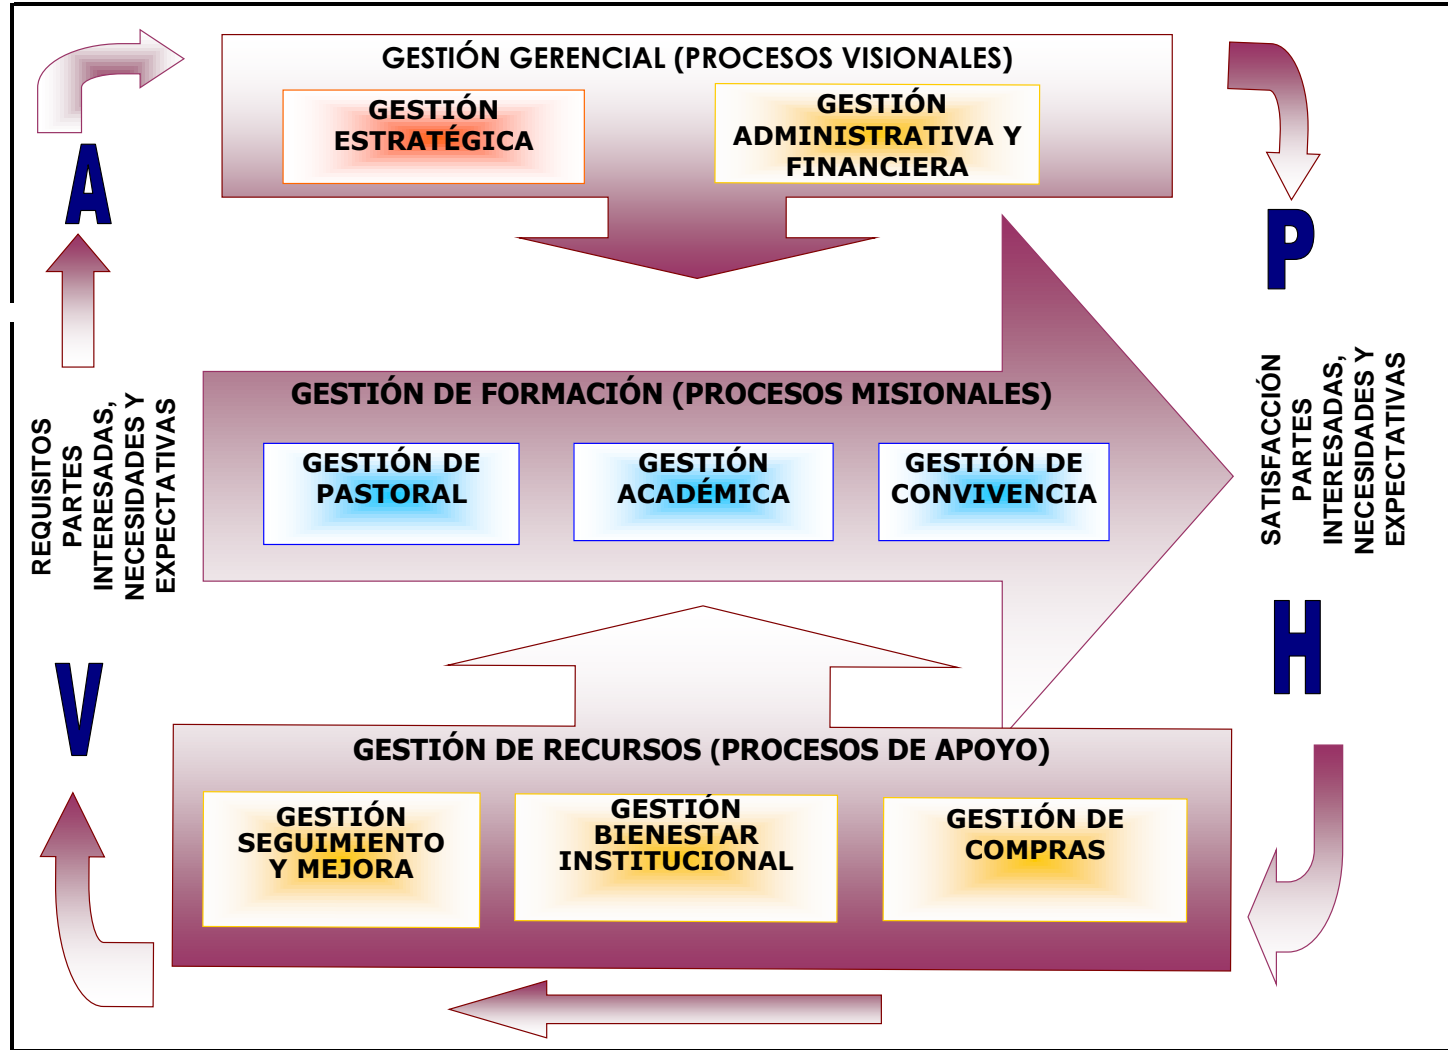 GESTIÓN GERENCIAL (PROCESOS VISIONALES)
GESTIÓN
ESTRATÉGICA
GESTIÓN
ADMINISTRATIVA Y
FINANCIERA
A
P
REQUISITOS
PARTES
INTERESADAS,
NECESIDADES Y
EXPECTATIVAS
GESTIÓN DE FORMACIÓN (PROCESOS MISIONALES)
GESTIÓN DE
PASTORAL
GESTIÓN
ACADÉMICA
GESTIÓN DE
CONVIVENCIA
SATISFACCIÓN
PARTES
INTERESADAS,
NECESIDADES Y
EXPECTATIVAS
V
H
GESTIÓN DE RECURSOS (PROCESOS DE APOYO)
GESTIÓN
SEGUIMIENTO
Y MEJORA
GESTIÓN
BIENESTAR
INSTITUCIONAL
GESTIÓN DE
COMPRAS